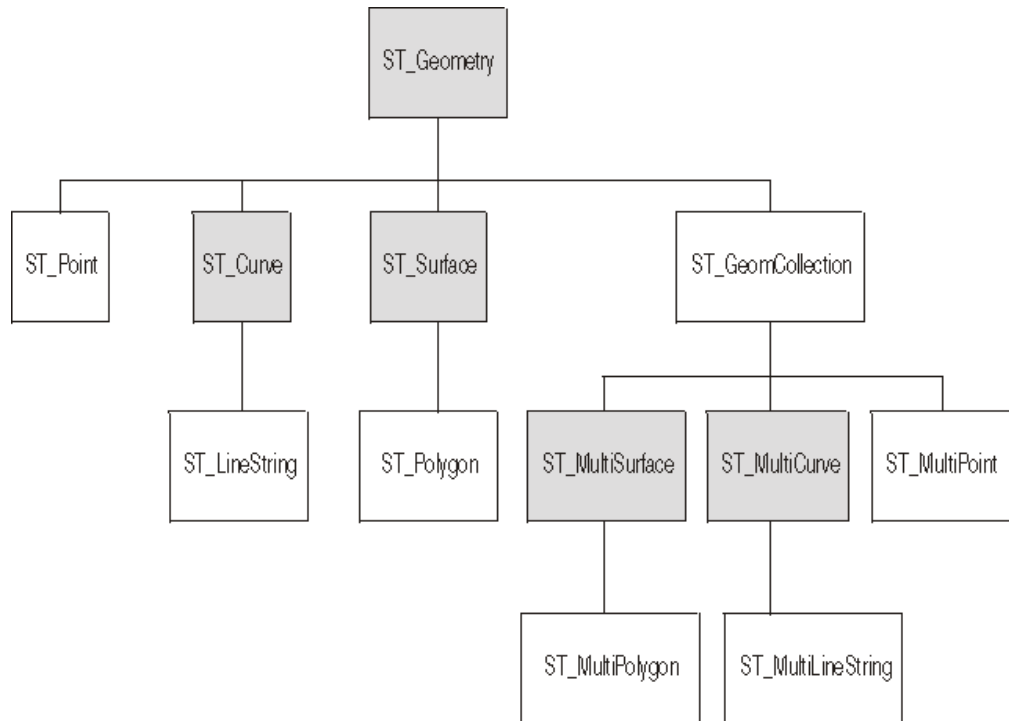 ST_Geometry
ST_Point
ST_Curve
ST_Surface
ST_GeomCollection
ST_LineString
ST_Polygon
ST_MultiSurface
ST_MultiCurve
ST_MultiPoint
ST_MultiPolygon
ST_MultiLineString